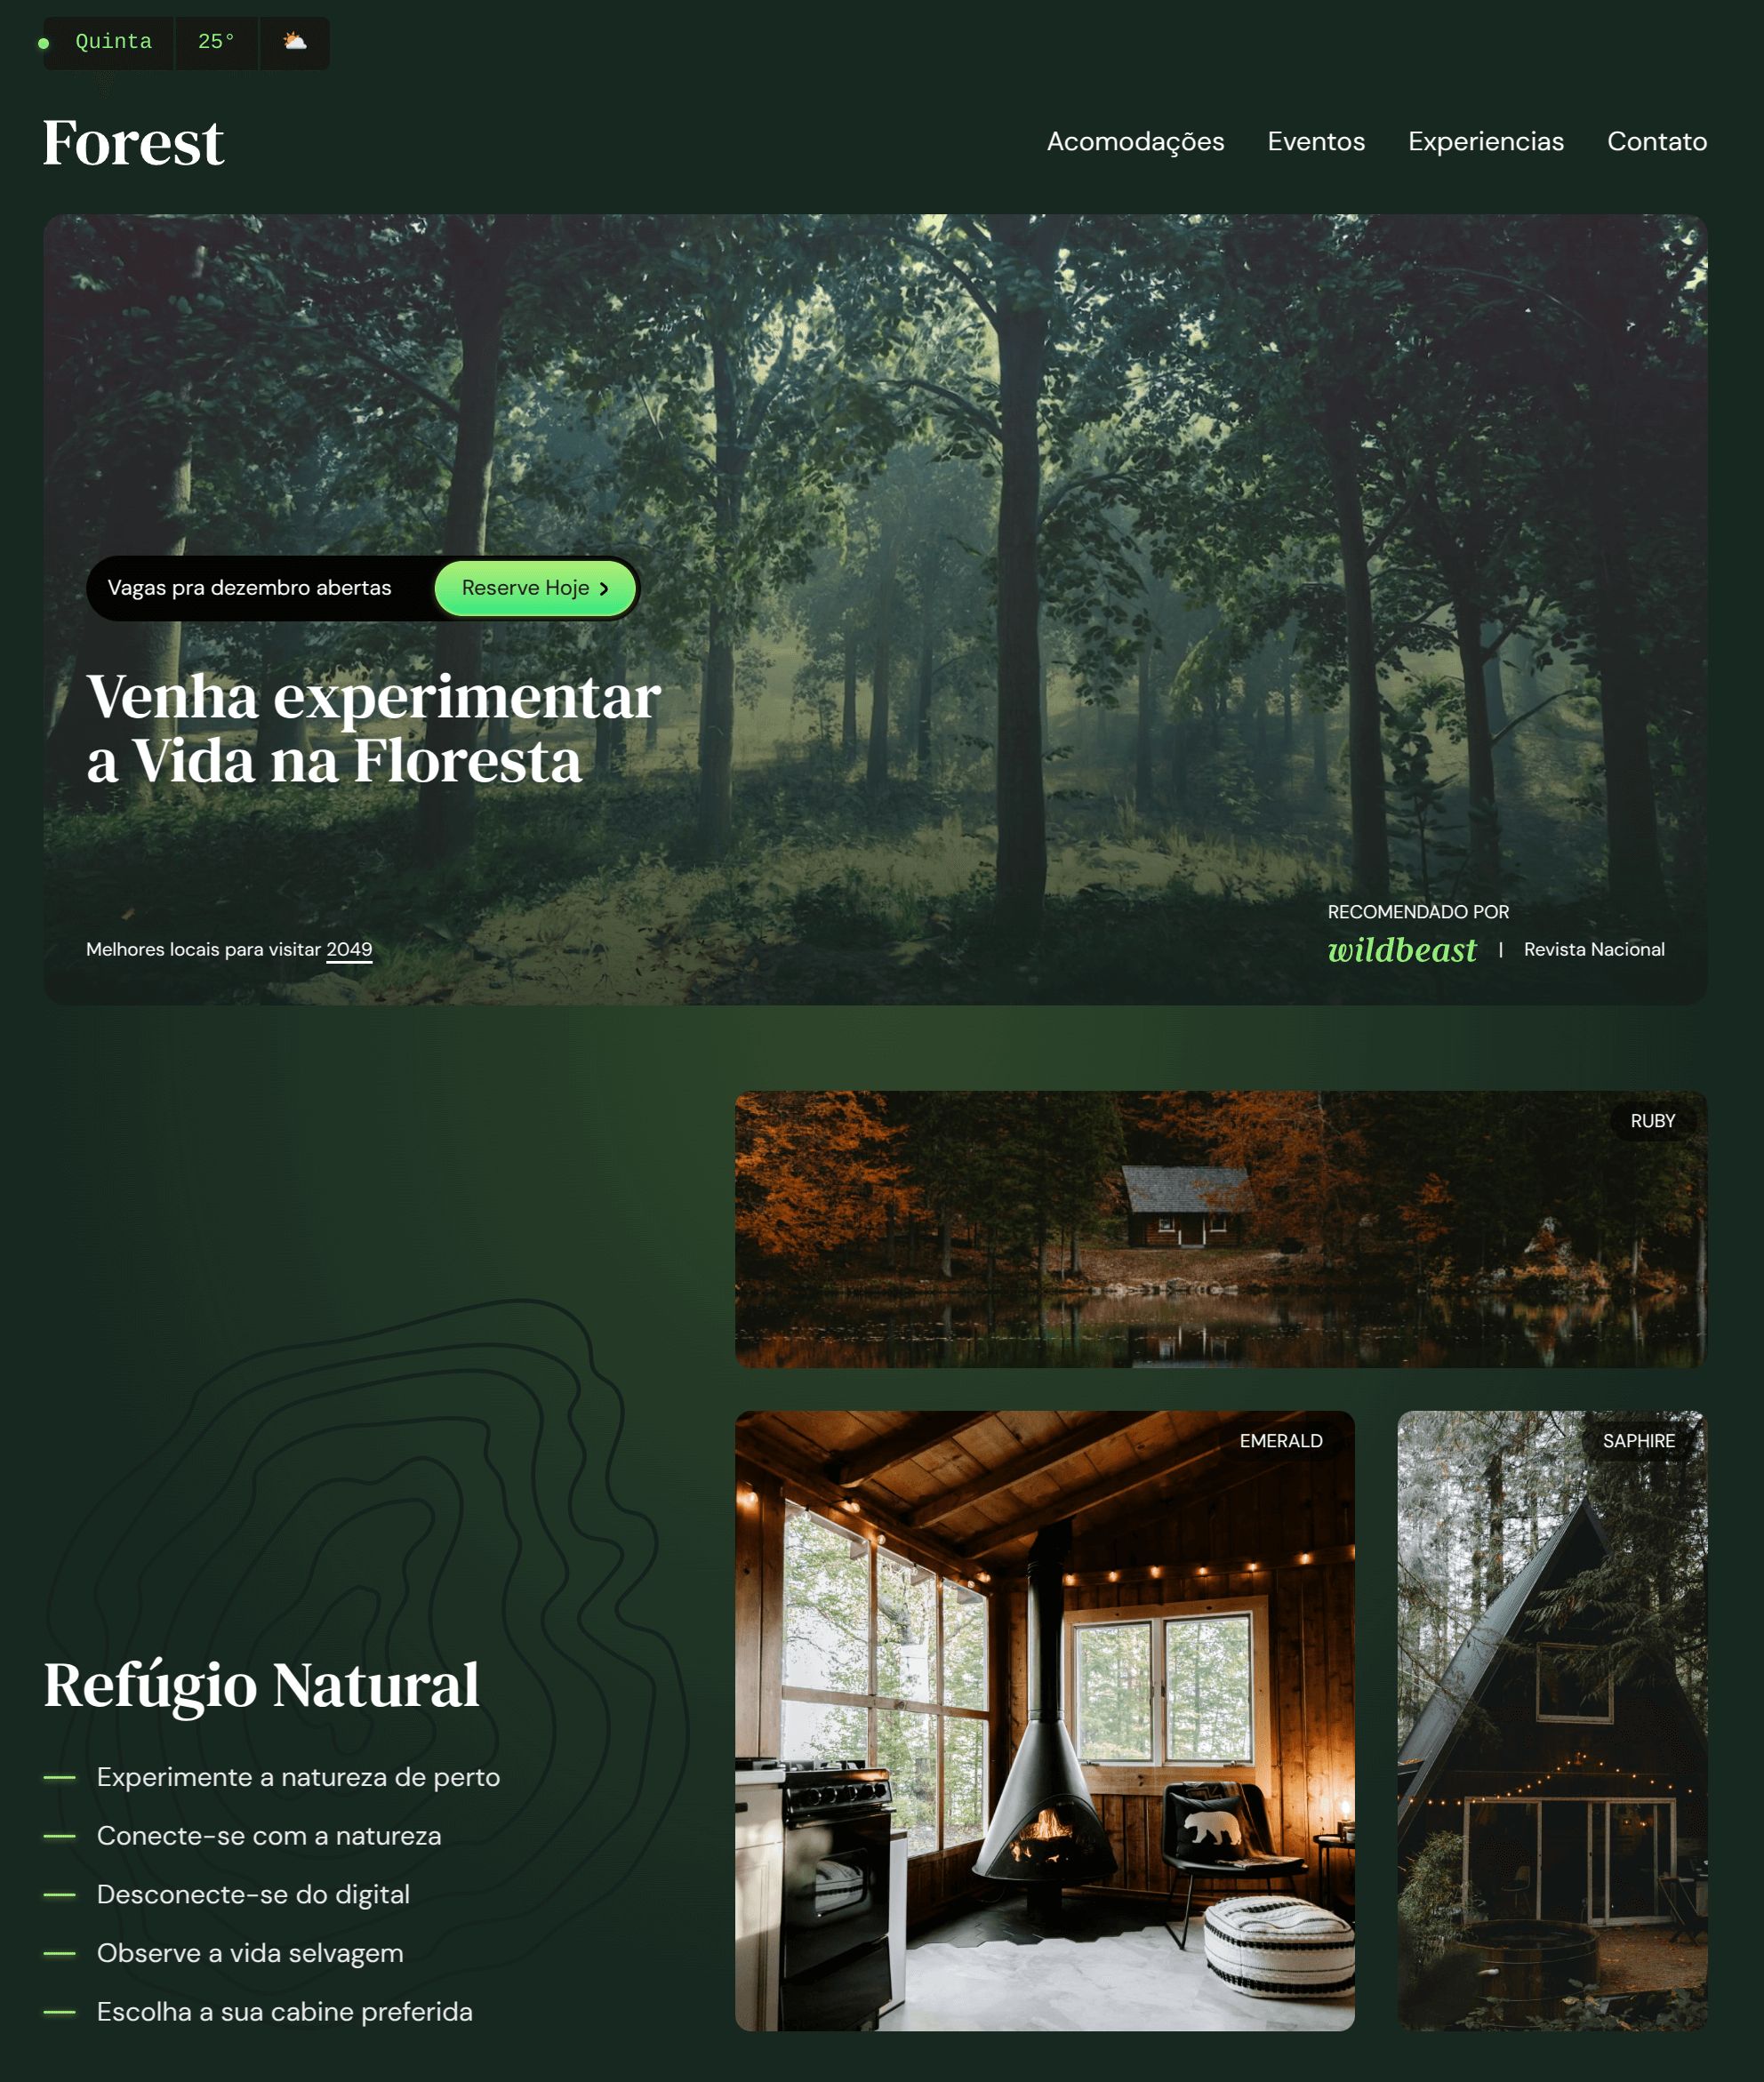 Quinta 25°
Forest
Acomodações Eventos Experiencias Contato
Vagas pra dezembro abertas Reserve Hoje
Venha experimentar
a Vida na Floresta
Melhores locais para visitar 2049
RECOMENDADO POR
wildbeast | Revista Nacional
RUBY
EMERALD
SAPHIRE
Refúgio Natural
Experimente a natureza de perto
Conecte-se com a natureza
Desconecte-se do digital
Observe a vida selvagem
Escolha a sua cabine preferida